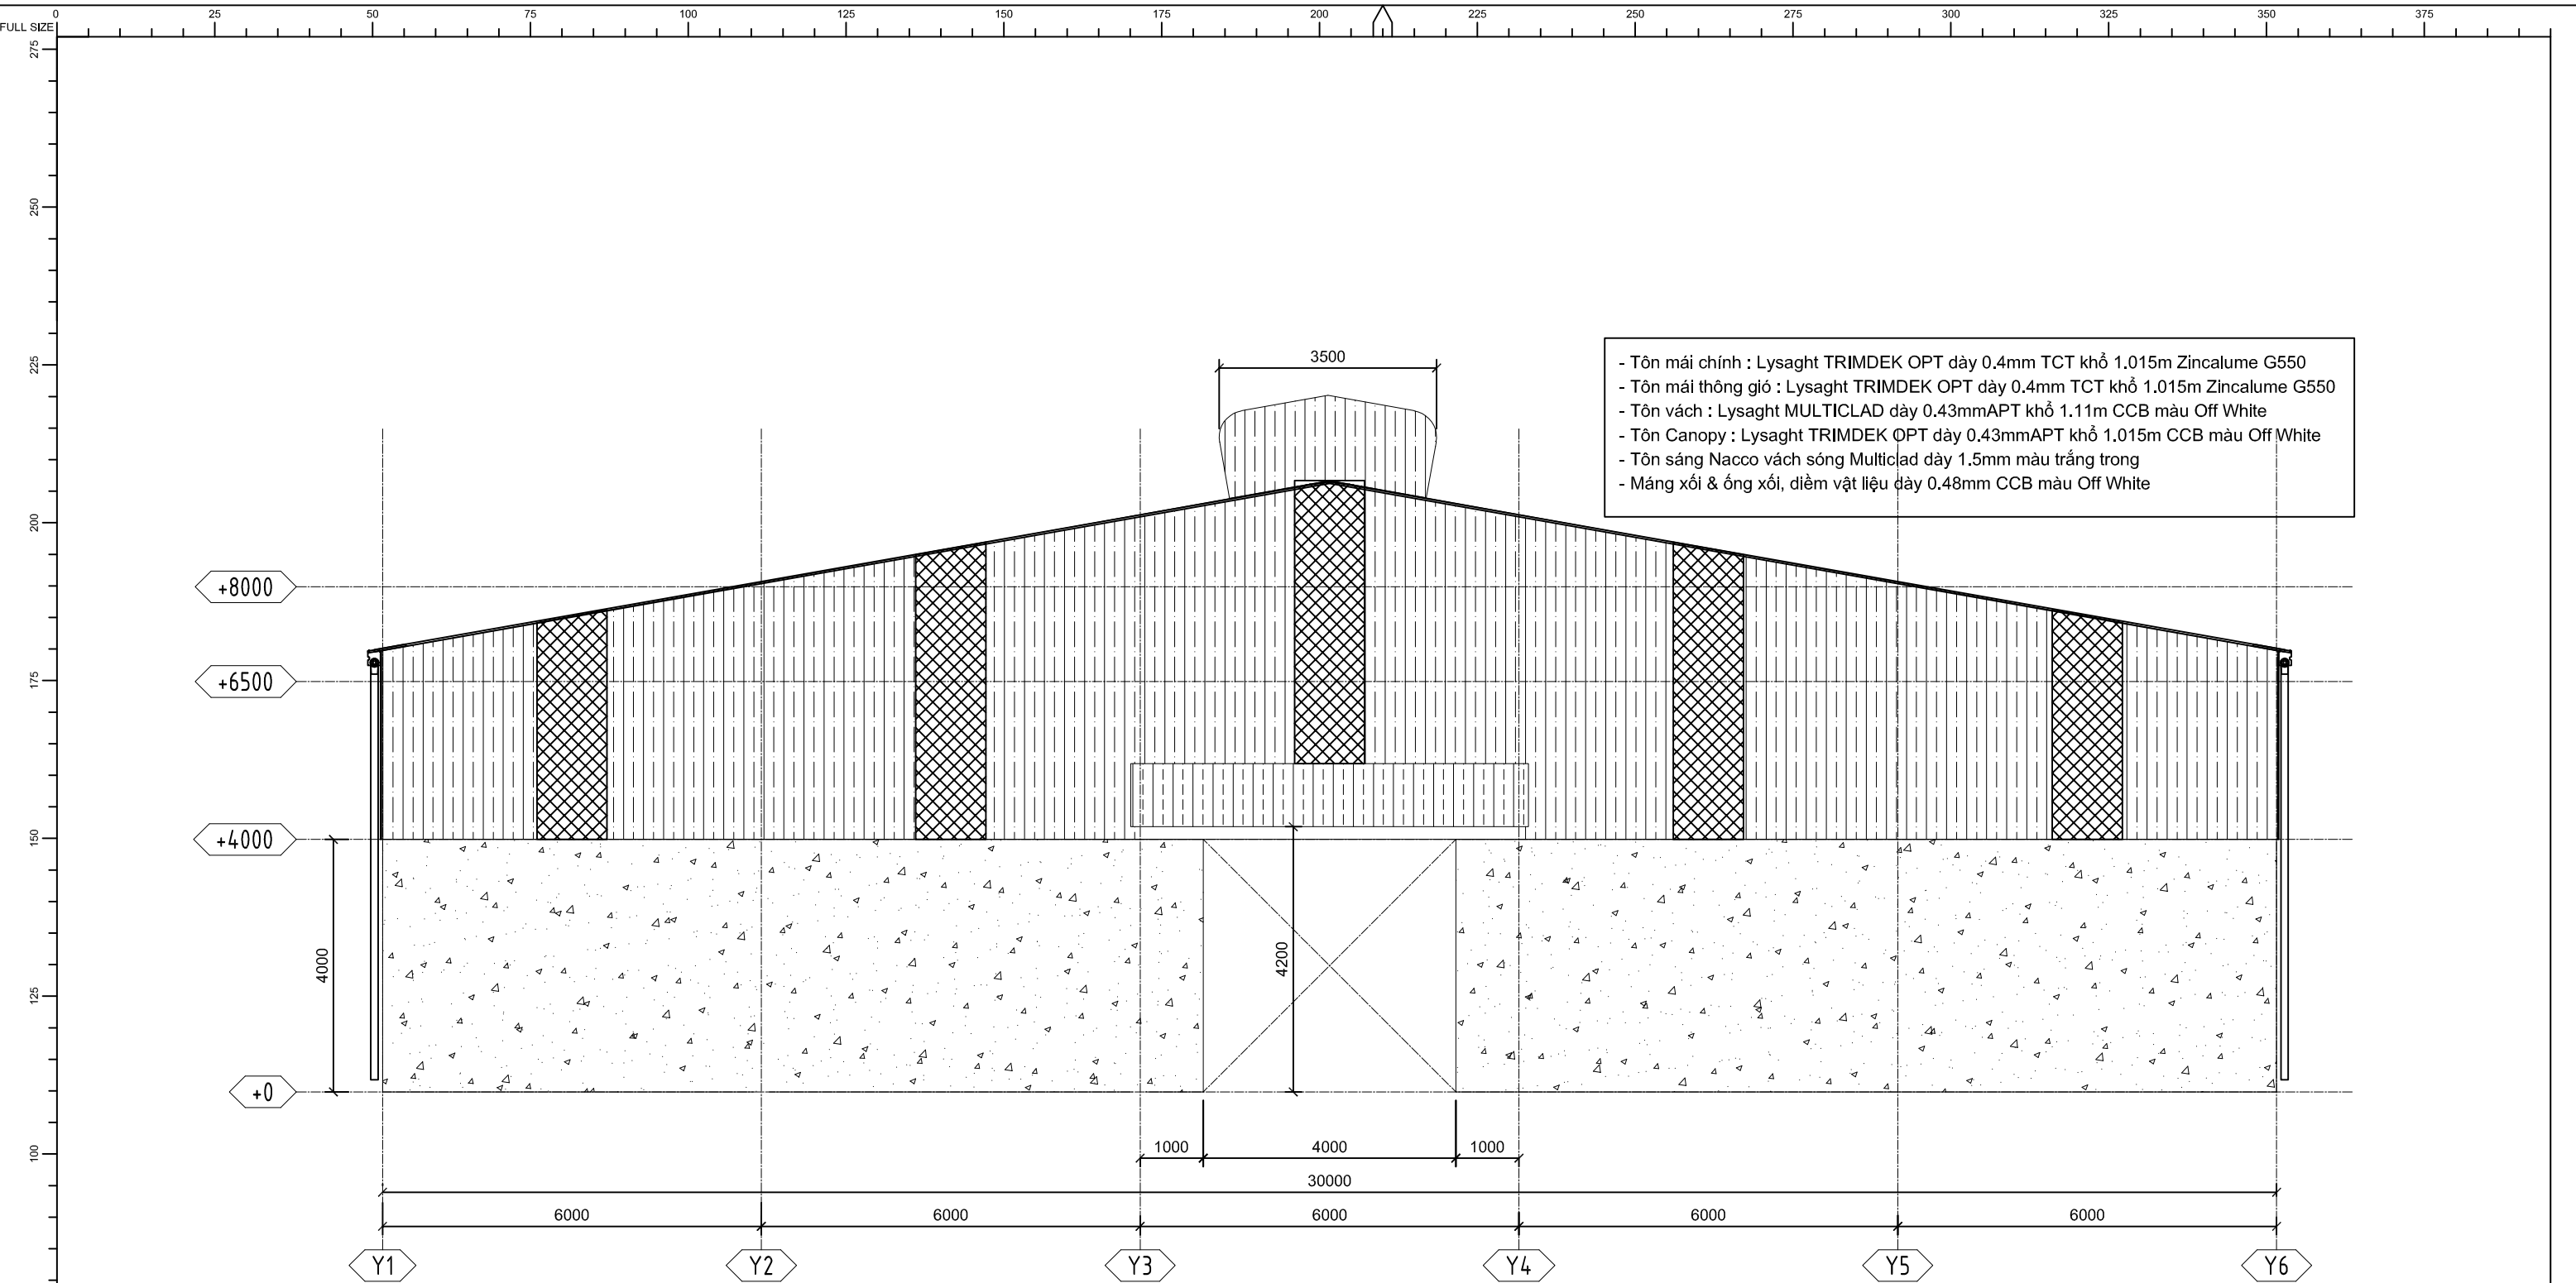 0 25 50 75 100 125 150 175 200 225 250 275 300 325 350 375
FULL SIZE
275
250
225
200
175
150
125
100
3500
- Tôn mái chính : Lysaght TRIMDEK OPT dày 0.4mm TCT khổ 1.015m Zincalume G550
- Tôn mái thông gió : Lysaght TRIMDEK OPT dày 0.4mm TCT khổ 1.015m Zincalume G550
- Tôn vách : Lysaght MULTICLAD dày 0.43mmAPT khổ 1.11m CCB màu Off White
- Tôn Canopy : Lysaght TRIMDEK OPT dày 0.43mmAPT khổ 1.015m CCB màu Off White
- Tôn sáng Nacco vách sóng Multiclad dày 1.5mm màu trắng trong
- Máng xối & ống xối, diềm vật liệu dày 0.48mm CCB màu Off White
+8000
+6500
+4000
4000
4200
+0
1000 4000 1000
30000
6000 6000 6000 6000 6000
Y1 Y2 Y3 Y4 Y5 Y6